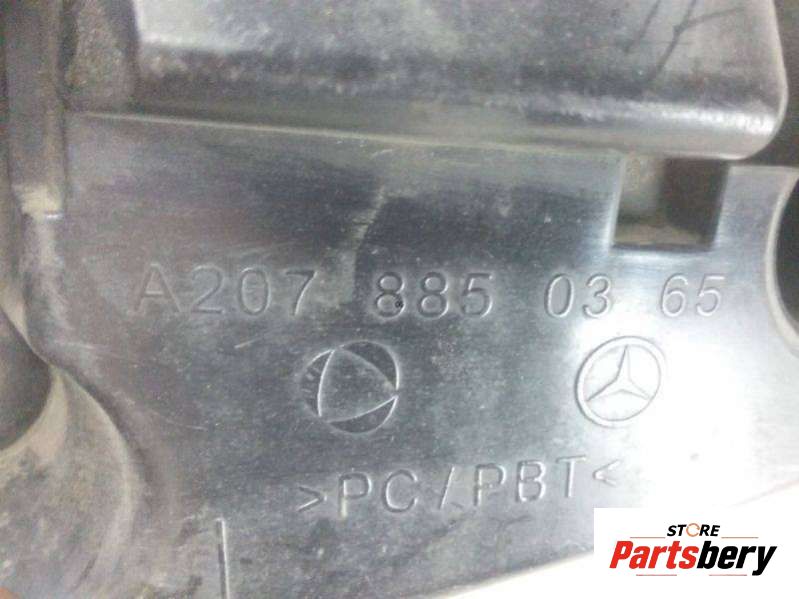 A207 885 03 65
>PC/PBT<
STORE
Partsbery